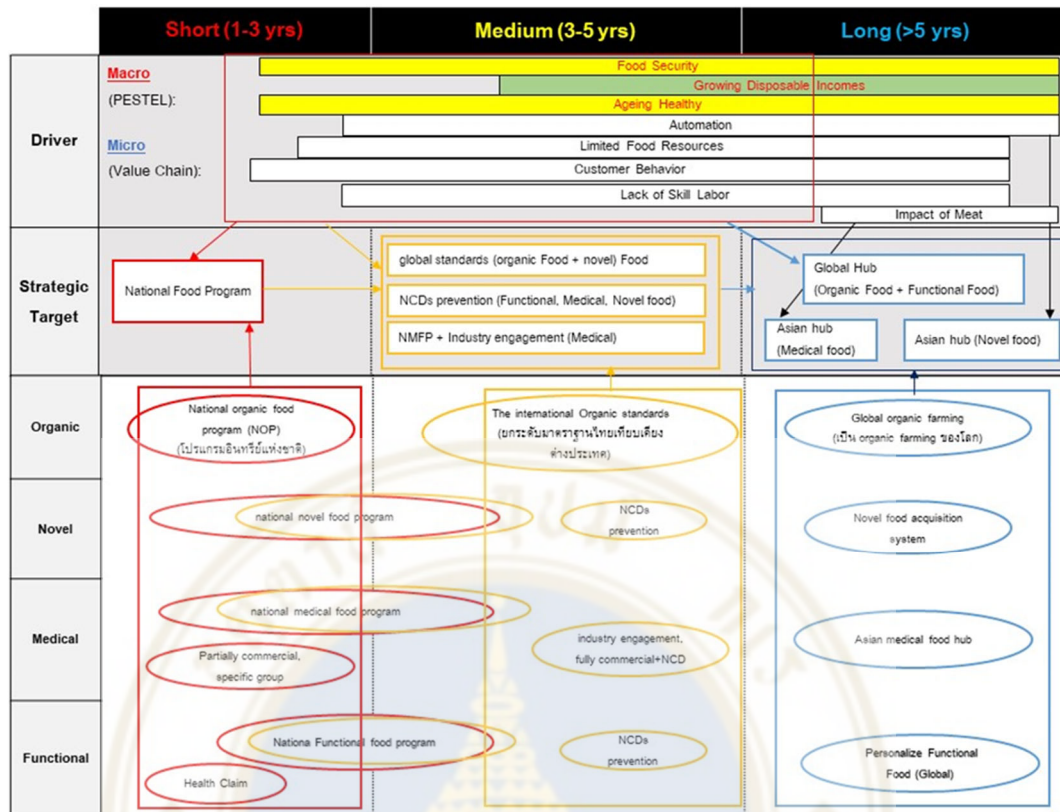 Short (1-3 yrs)
Medium (3-5 yrs)
Long (>5 yrs)
Driver
Macro
(PESTEL):
Micro
(Value Chain):
Food Security
Growing Disposable Incomes
Ageing Healthy
Automation
Limited Food Resources
Customer Behavior
Lack of Skill Labor
Impact of Meat
Strategic
Target
National Food Program
global standards (organic Food + novel) Food
NCDs prevention (Functional, Medical, Novel food)
NMFP + Industry engagement (Medical)
Global Hub
(Organic Food + Functional Food)
Asian hub
(Medical food)
Asian hub (Novel food)
Organic
National organic food
program (NOP)
(โปรแกรมอินทรีย์แห่งชาติ)
The international Organic standards
(ยกระดับมาตราฐานไทยเทียบเคียง
ต่างประเทศ)
Global organic farming
(เป็น organic farming ของโลก)
Novel
national novel food program
NCDs
prevention
Novel food acquisition
system
Medical
national medical food program
Partially commercial,
specific group
industry engagement,
fully commercial+NCD
Asian medical food hub
Functional
Nationa Functional food program
Health Claim
NCDs
prevention
Personalize Functional
Food (Global)